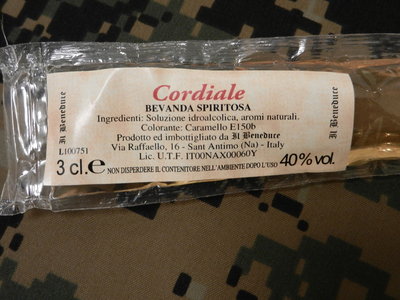 Cordiale
BEVANDA SPIRITOSA
Ingredienti: Soluzione idroalcolica, aromi naturali.
Colorante: Caramello E150b
Prodotto ed imbottigliato da Il Beneduce
Via Raffaello, 16 - Sant Antimo (Na) - Italy
Lic. U.T.F. IT00NAX00060Y
3 cl.e 40% vol.
NON DISPERDERE IL CONTENITORE NELL'AMBIENTE DOPO L'USO
Il Beneduce
L100751
Il Beneduce